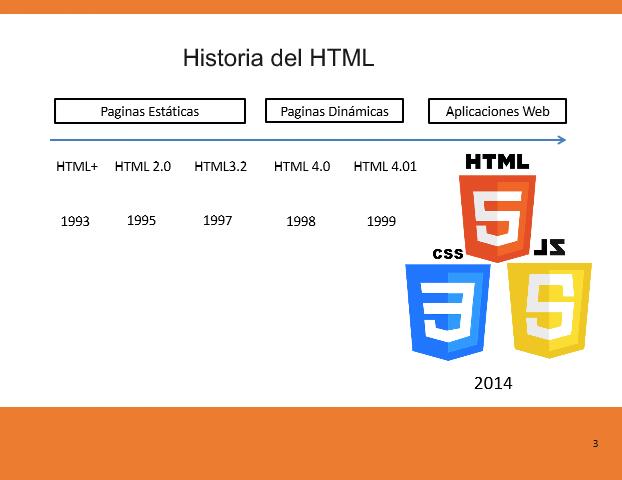 Historia del HTML
Paginas Estáticas Paginas Dinámicas Aplicaciones Web
HTML+ HTML 2.0 HTML3.2 HTML 4.0 HTML 4.01
HTML
5
1993 1995 1997 1998 1999
CSS JS
3 S
2014
3